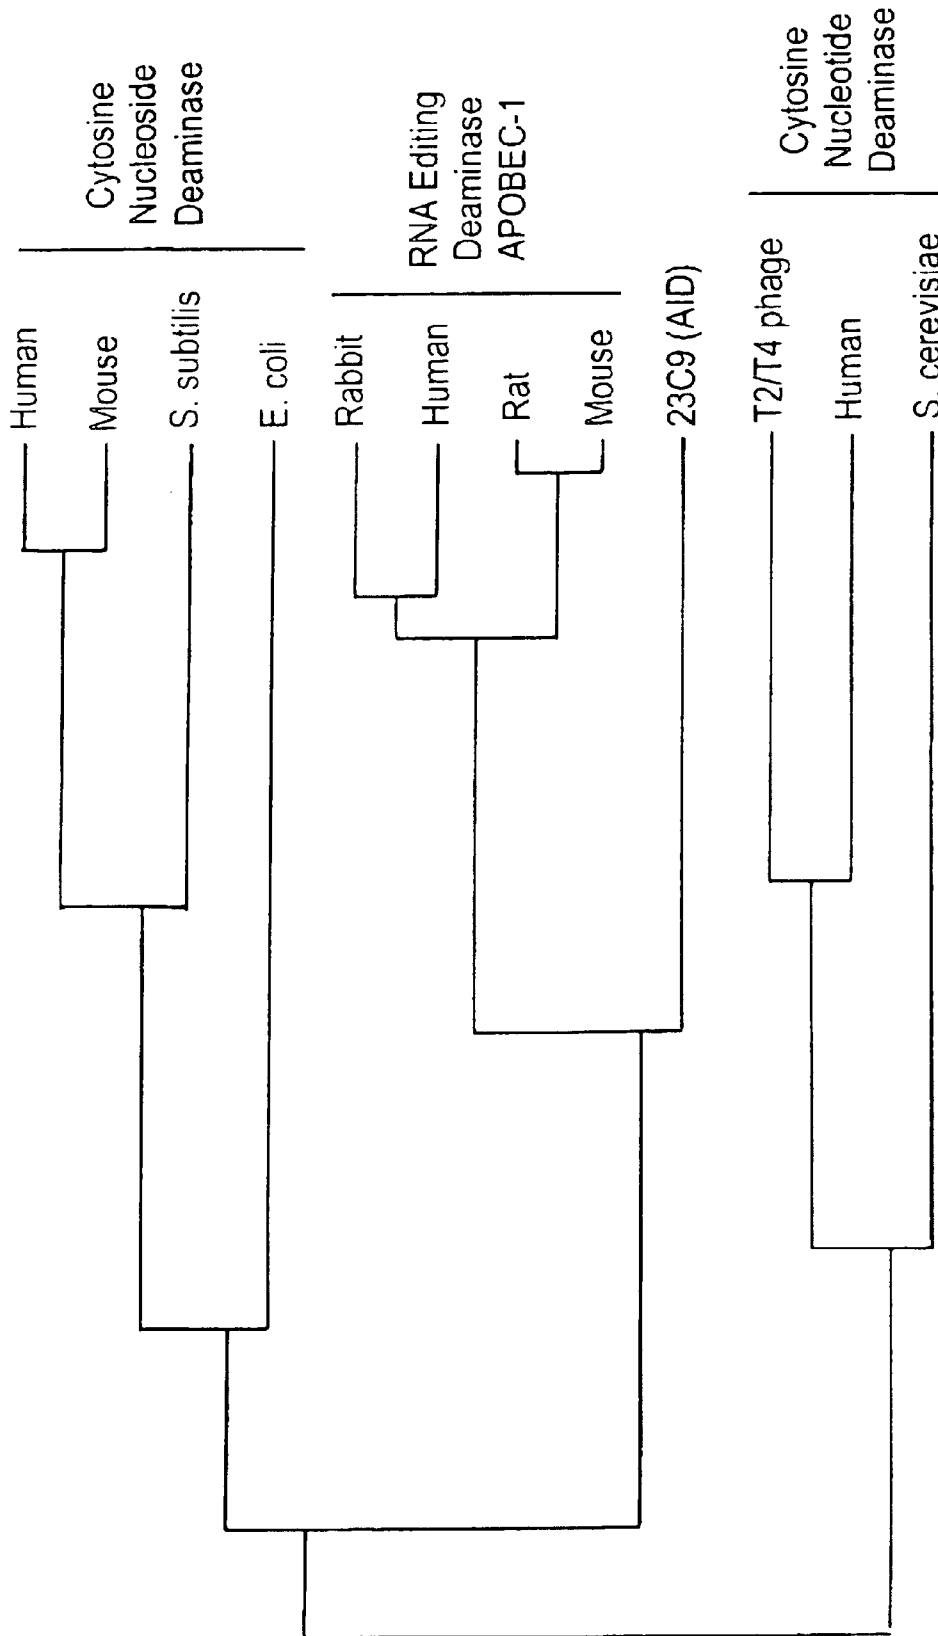 Human
Mouse
S. subtilis
E. coli
Cytosine
Nucleoside
Deaminase
Rabbit
Human
Rat
Mouse
RNA Editing
Deaminase
APOBEC-1
23C9 (AID)
T2/T4 phage
Human
S. cerevisiae
Cytosine
Nucleotide
Deaminase